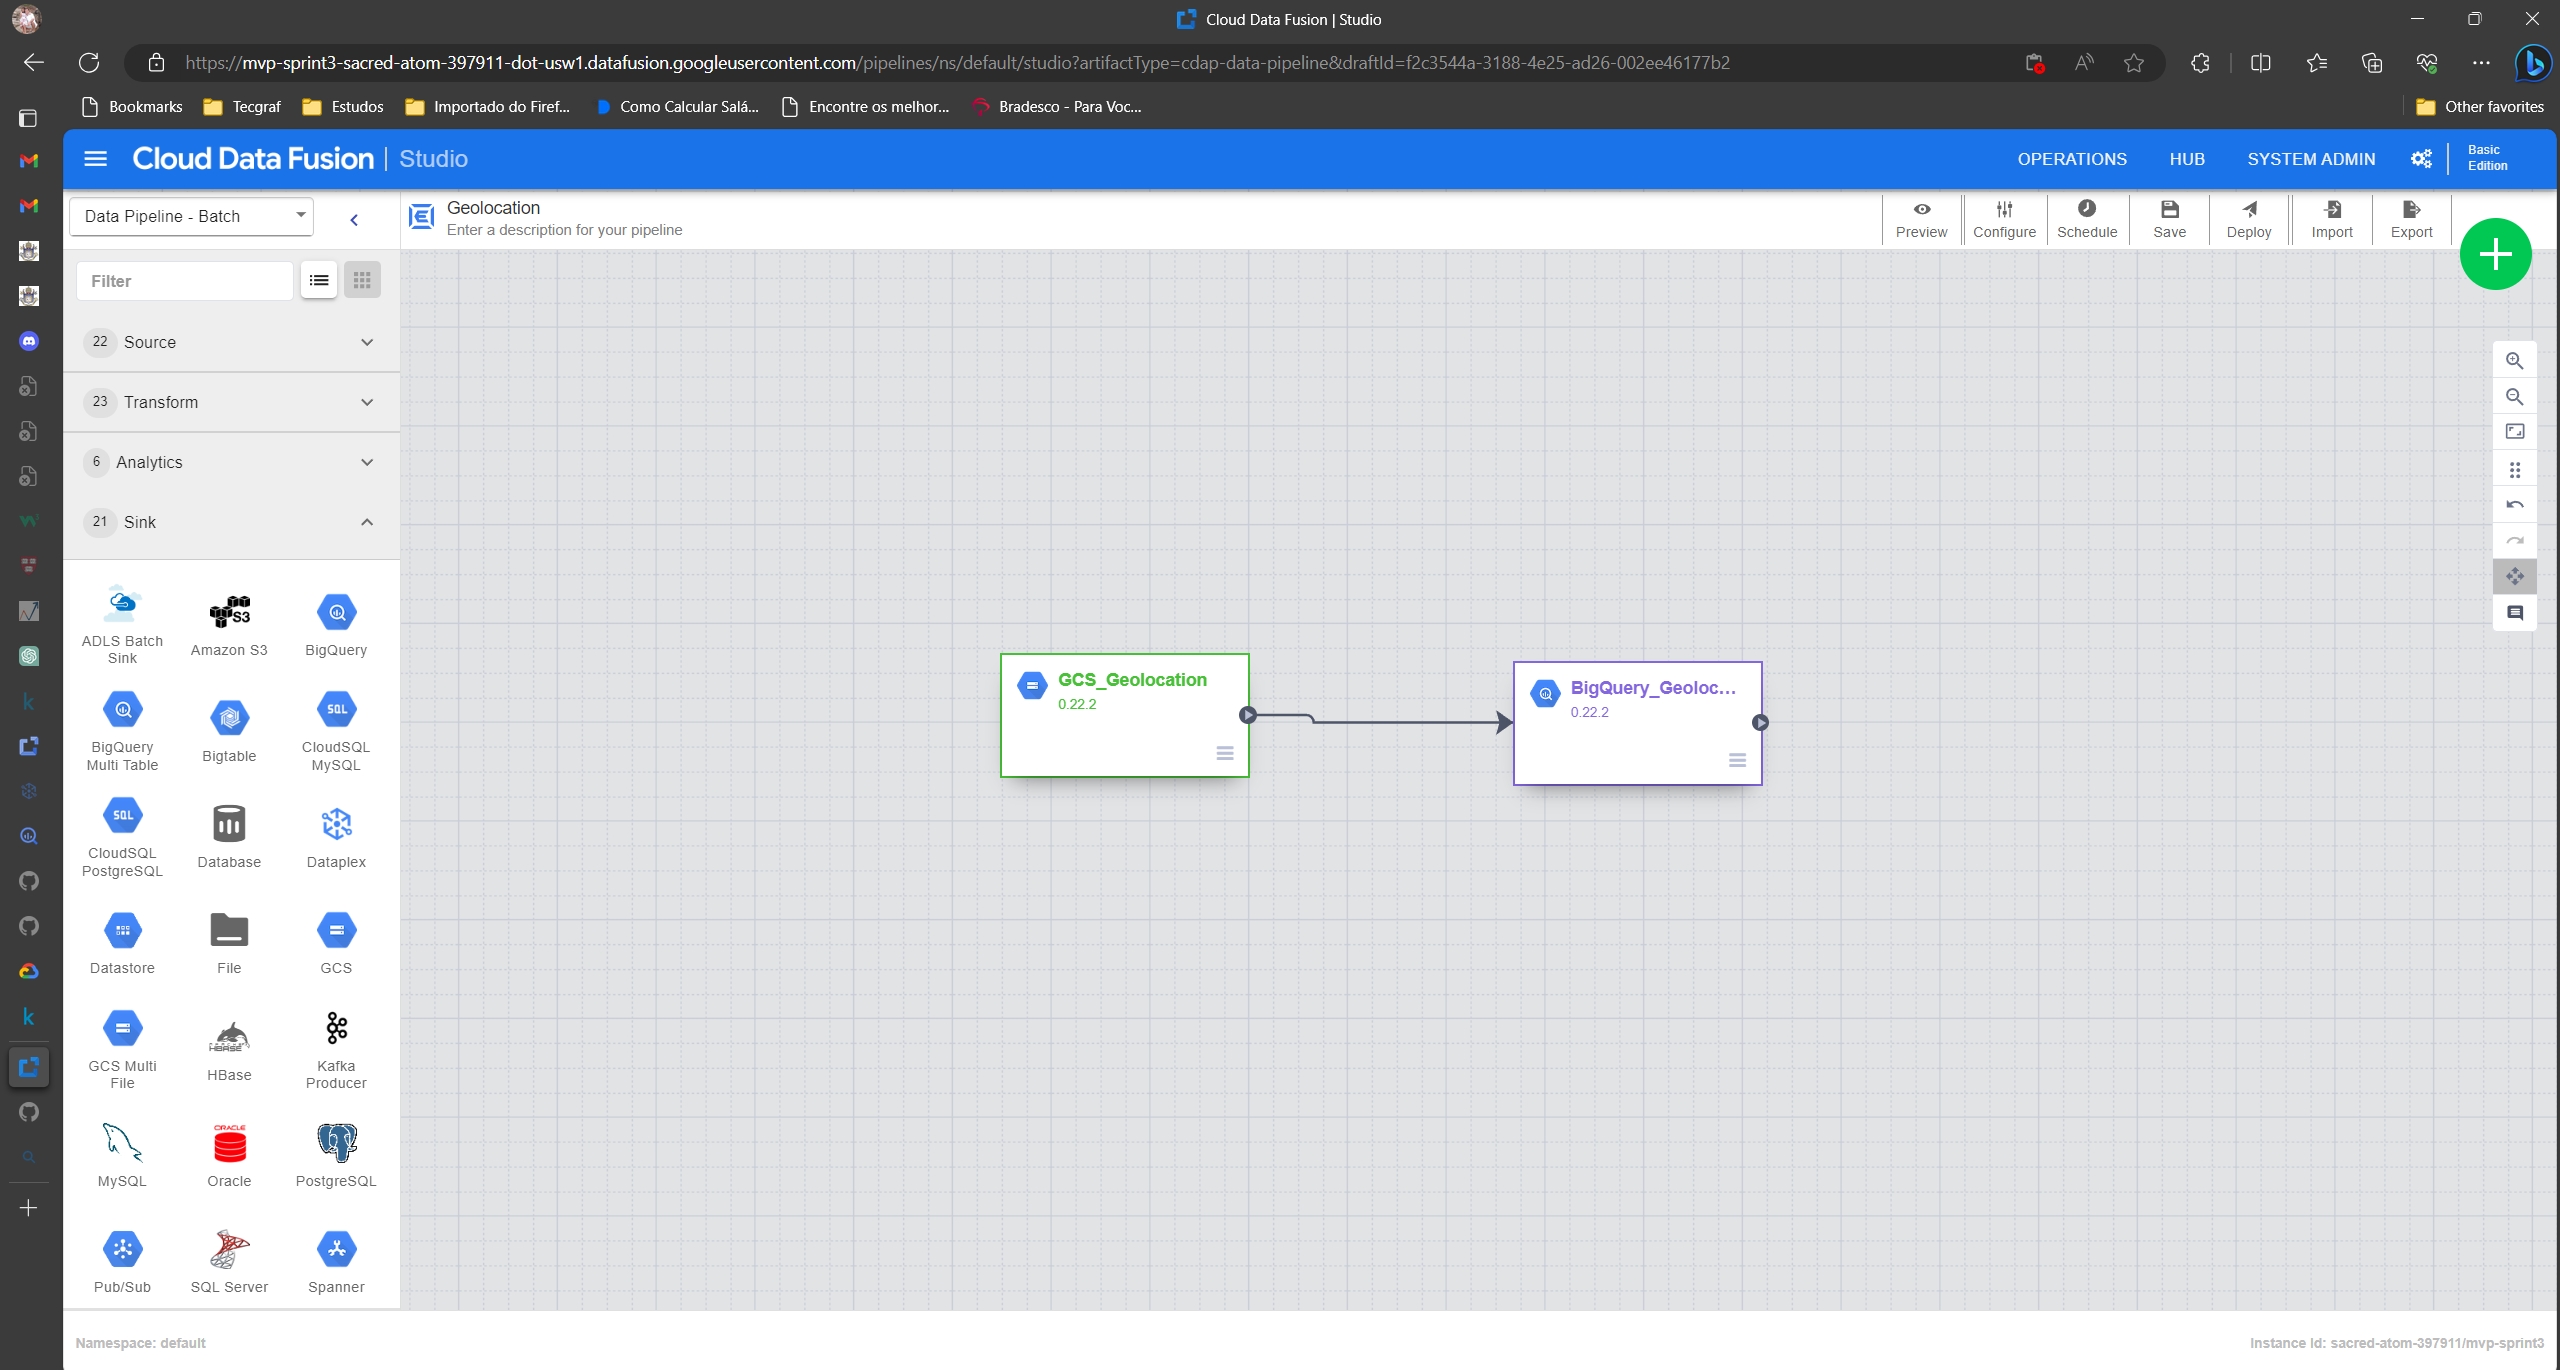 Cloud Data Fusion | Studio
https://mvp-sprint3-sacred-atom-397911-dot-usw1.datafusion.googleusercontent.com/pipelines/ns/default/studio?artifactType=cdap-data-pipeline&draftId=f2c3544a-3188-4e25-ad26-002ee46177b2
Bookmarks Tecgraf Estudos Importado do Firef... Como Calcular Salá... Encontre os melhor... Bradesco - Para Voc... Other favorites
Cloud Data Fusion | Studio OPERATIONS HUB SYSTEM ADMIN Basic
Edition
Data Pipeline - Batch
Geolocation
Enter a description for your pipeline
Preview Configure Schedule Save Deploy Import Export
Filter
22 Source
23 Transform
6 Analytics
21 Sink
ADLS Batch
Sink
Amazon S3
BigQuery
BigQuery
Multi Table
Bigtable
CloudSQL
MySQL
CloudSQL
PostgreSQL
Database
Dataplex
Datastore
File
GCS
GCS Multi
File
HBase
Kafka
Producer
MySQL
Oracle
PostgreSQL
Pub/Sub
SQL Server
Spanner
S3
SQL
SQL
HBASE
ORACLE
GCS_Geolocation
0.22.2
BigQuery_Geoloc...
0.22.2
Namespace: default
Instance Id: sacred-atom-397911/mvp-sprint3